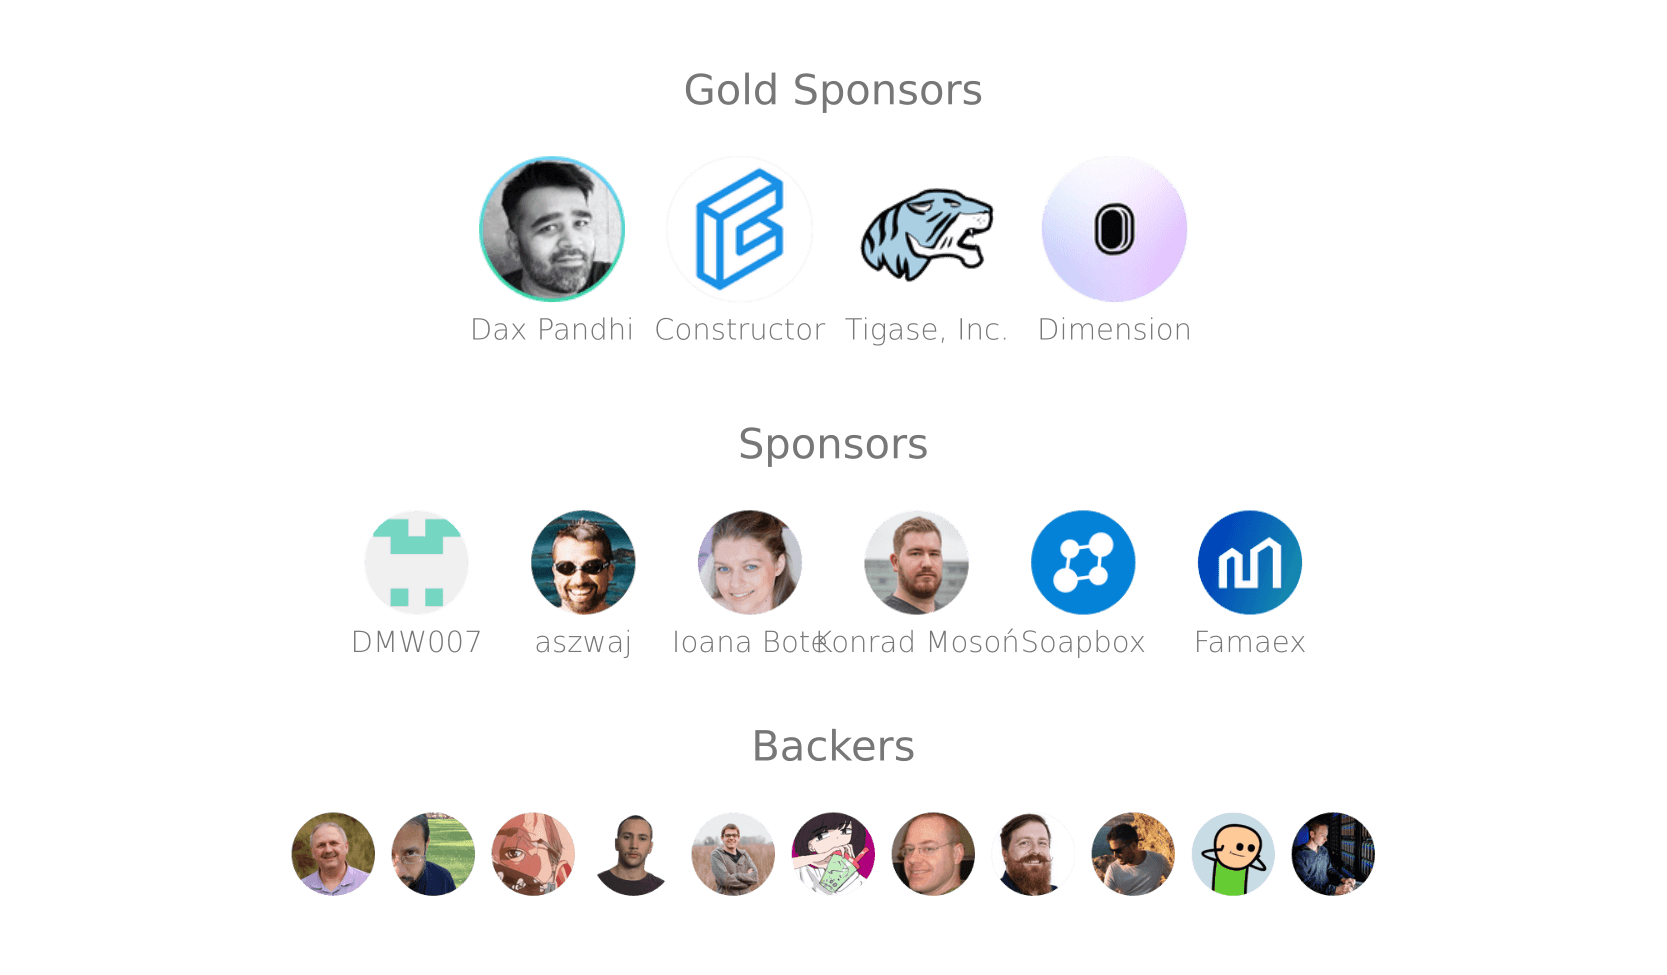 Gold Sponsors
Dax Pandhi Constructor Tigase, Inc. Dimension
Sponsors
DMW007 aszwaj Ioana Bote Konrad Mosoń Soapbox Famaex
Backers